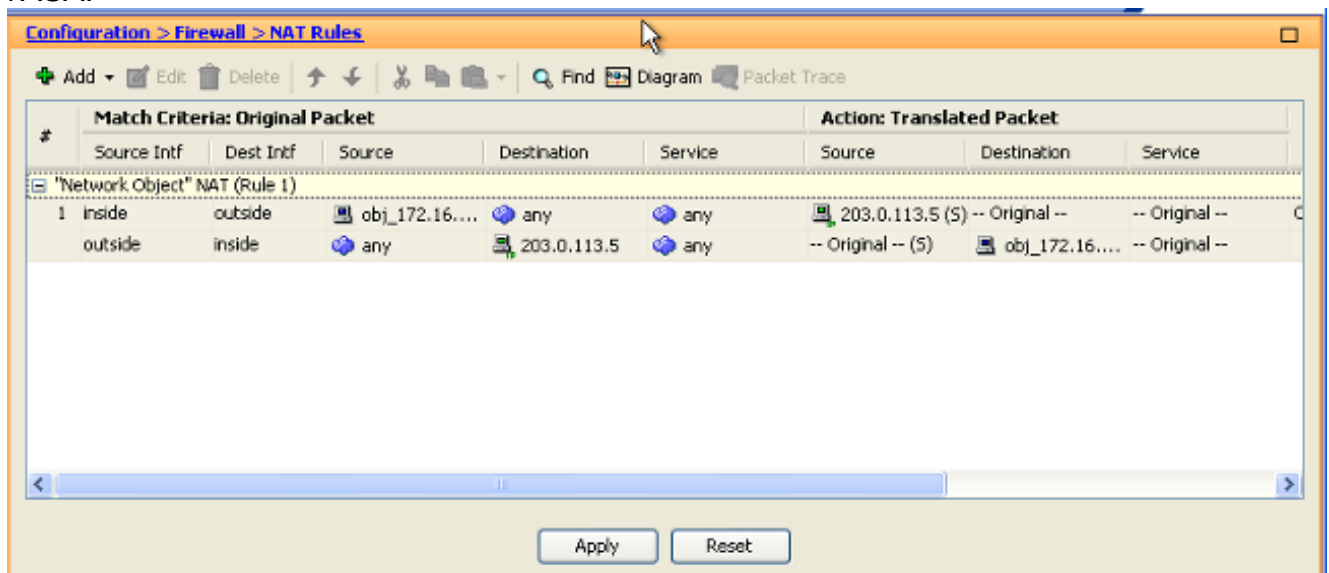 Configuration > Firewall > NAT Rules
Add Edit Delete Find Diagram Packet Trace
# Match Criteria: Original Packet Action: Translated Packet
Source Intf Dest Intf Source Destination Service Source Destination Service
"Network Object" NAT (Rule 1)
1 inside outside obj_172.16.... any any 203.0.113.5 (S) -- Original -- -- Original --
outside inside any 203.0.113.5 any -- Original -- (S) obj_172.16.... -- Original --
Apply Reset